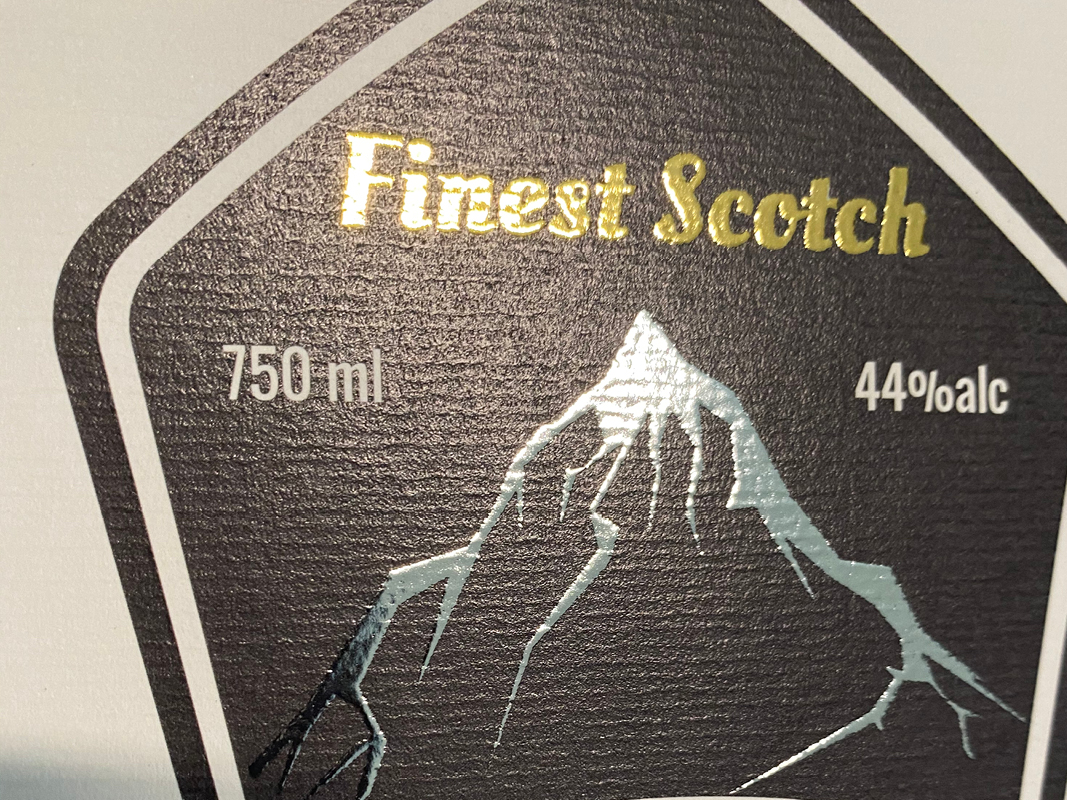 Finest Scotch
750 ml
44%alc